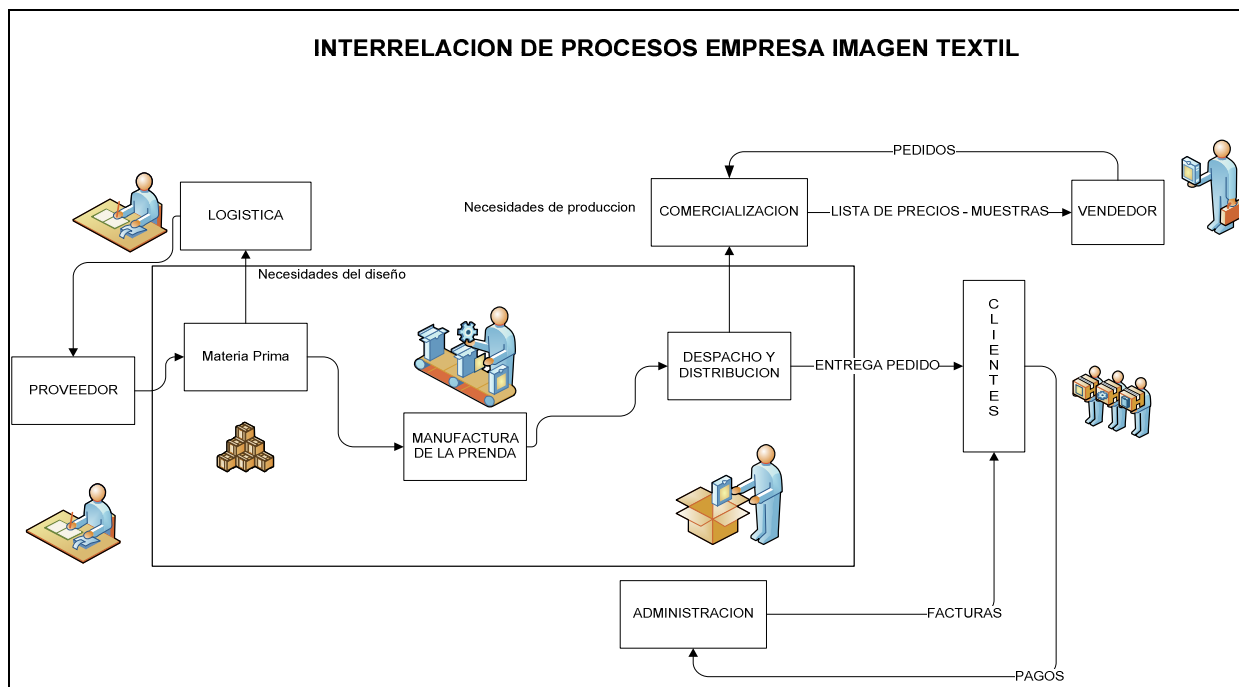 INTERRELACION DE PROCESOS EMPRESA IMAGEN TEXTIL
PEDIDOS
LOGISTICA
Necesidades de produccion
COMERCIALIZACION
LISTA DE PRECIOS - MUESTRAS
VENDEDOR
Necesidades del diseño
CLIENTES
PROVEEDOR
Materia Prima
DESPACHO Y
DISTRIBUCION
ENTREGA PEDIDO
MANUFACTURA
DE LA PRENDA
ADMINISTRACION
FACTURAS
PAGOS